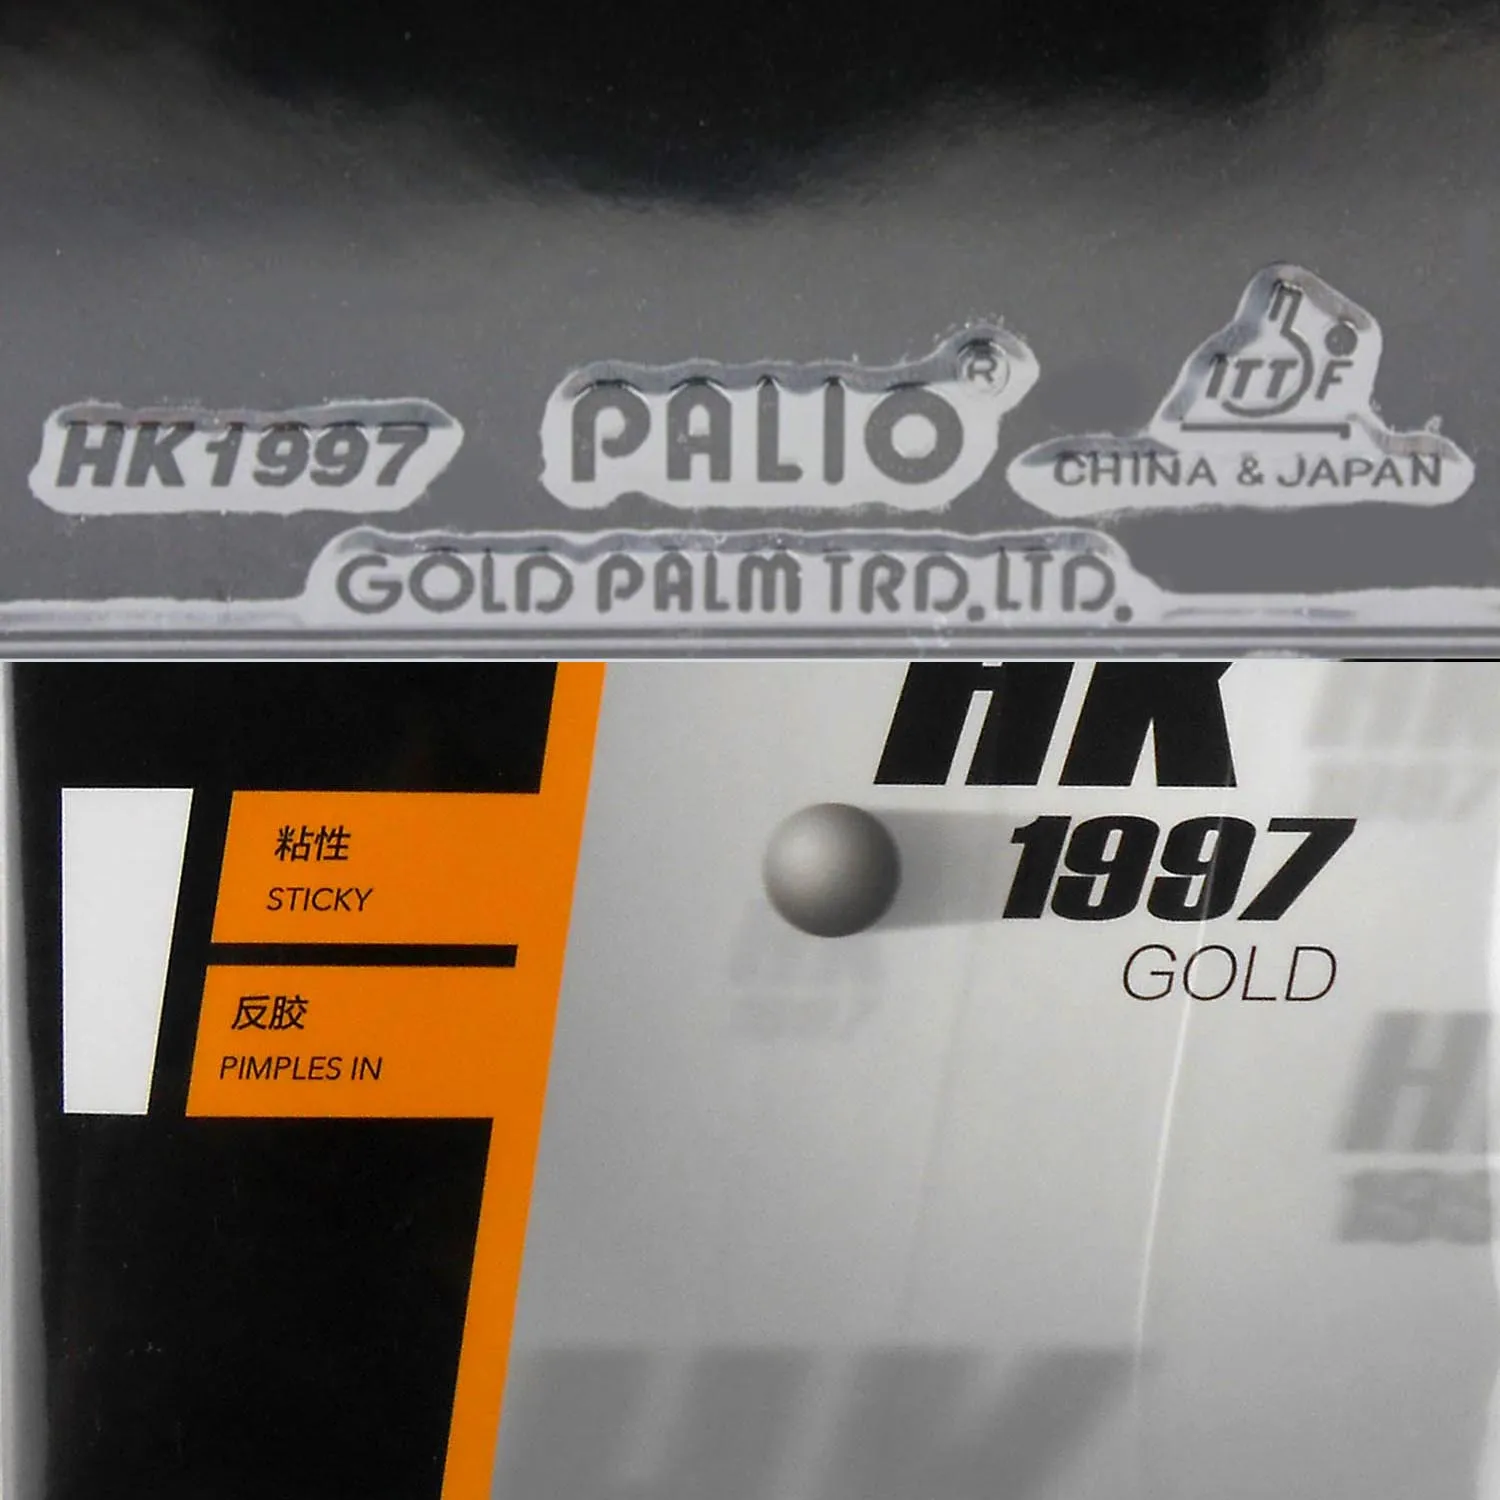 HK1997
PALIO®
ITTF
CHINA & JAPAN
GOLD PALM TRD.LTD.
HK
1997
GOLD
粘性
STICKY
反胶
PIMPLES IN